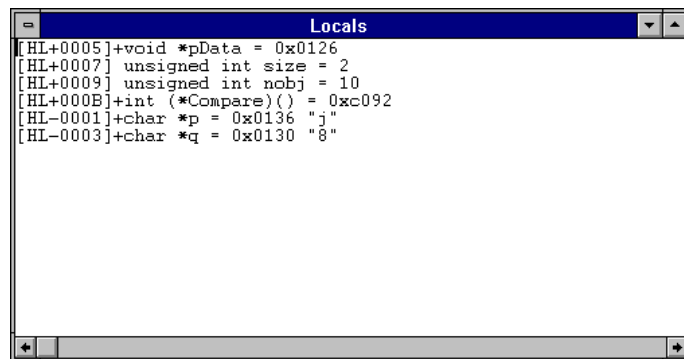 Locals
[HL+0005]+void *pData = 0x0126
[HL+0007] unsigned int size = 2
[HL+0009] unsigned int nobj = 10
[HL+000B]+int (*Compare)() = 0xc092
[HL-0001]+char *p = 0x0136 "j"
[HL-0003]+char *q = 0x0130 "8"